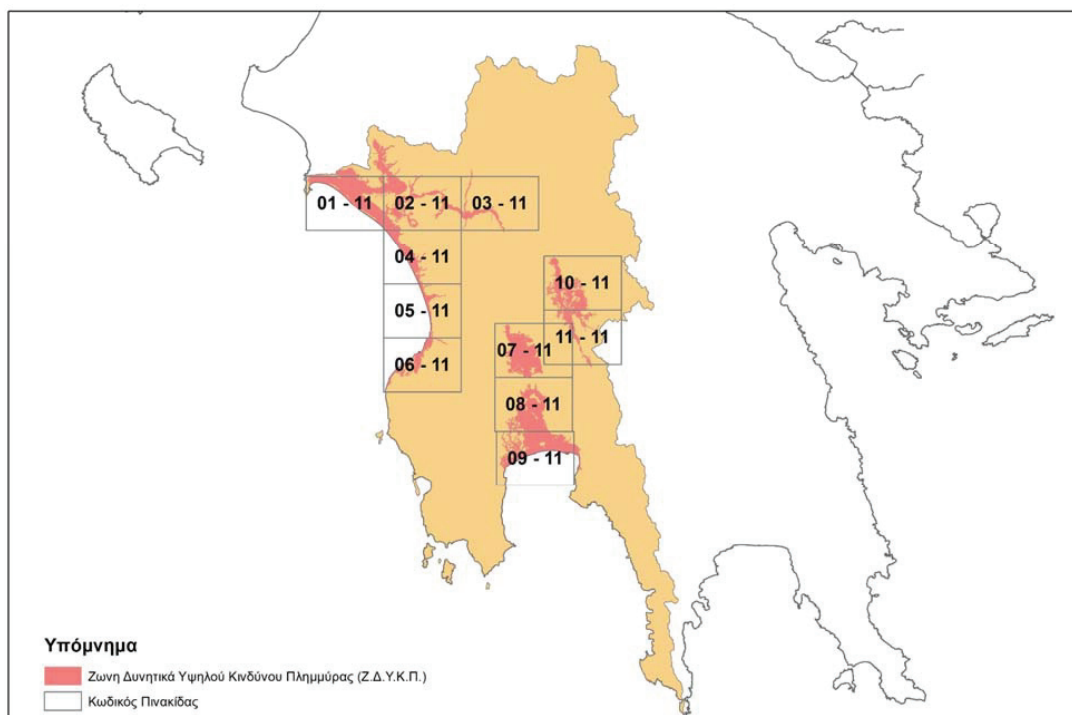 01 - 11
02 - 11
03 - 11
04 - 11
10 - 11
05 - 11
11 - 11
07 - 11
06 - 11
08 - 11
09 - 11
Υπόμνημα
Ζωνη Δυνητικά Υψηλού Κινδύνου Πλημμύρας (Ζ.Δ.Υ.Κ.Π.)
Κωδικός Πινακίδας